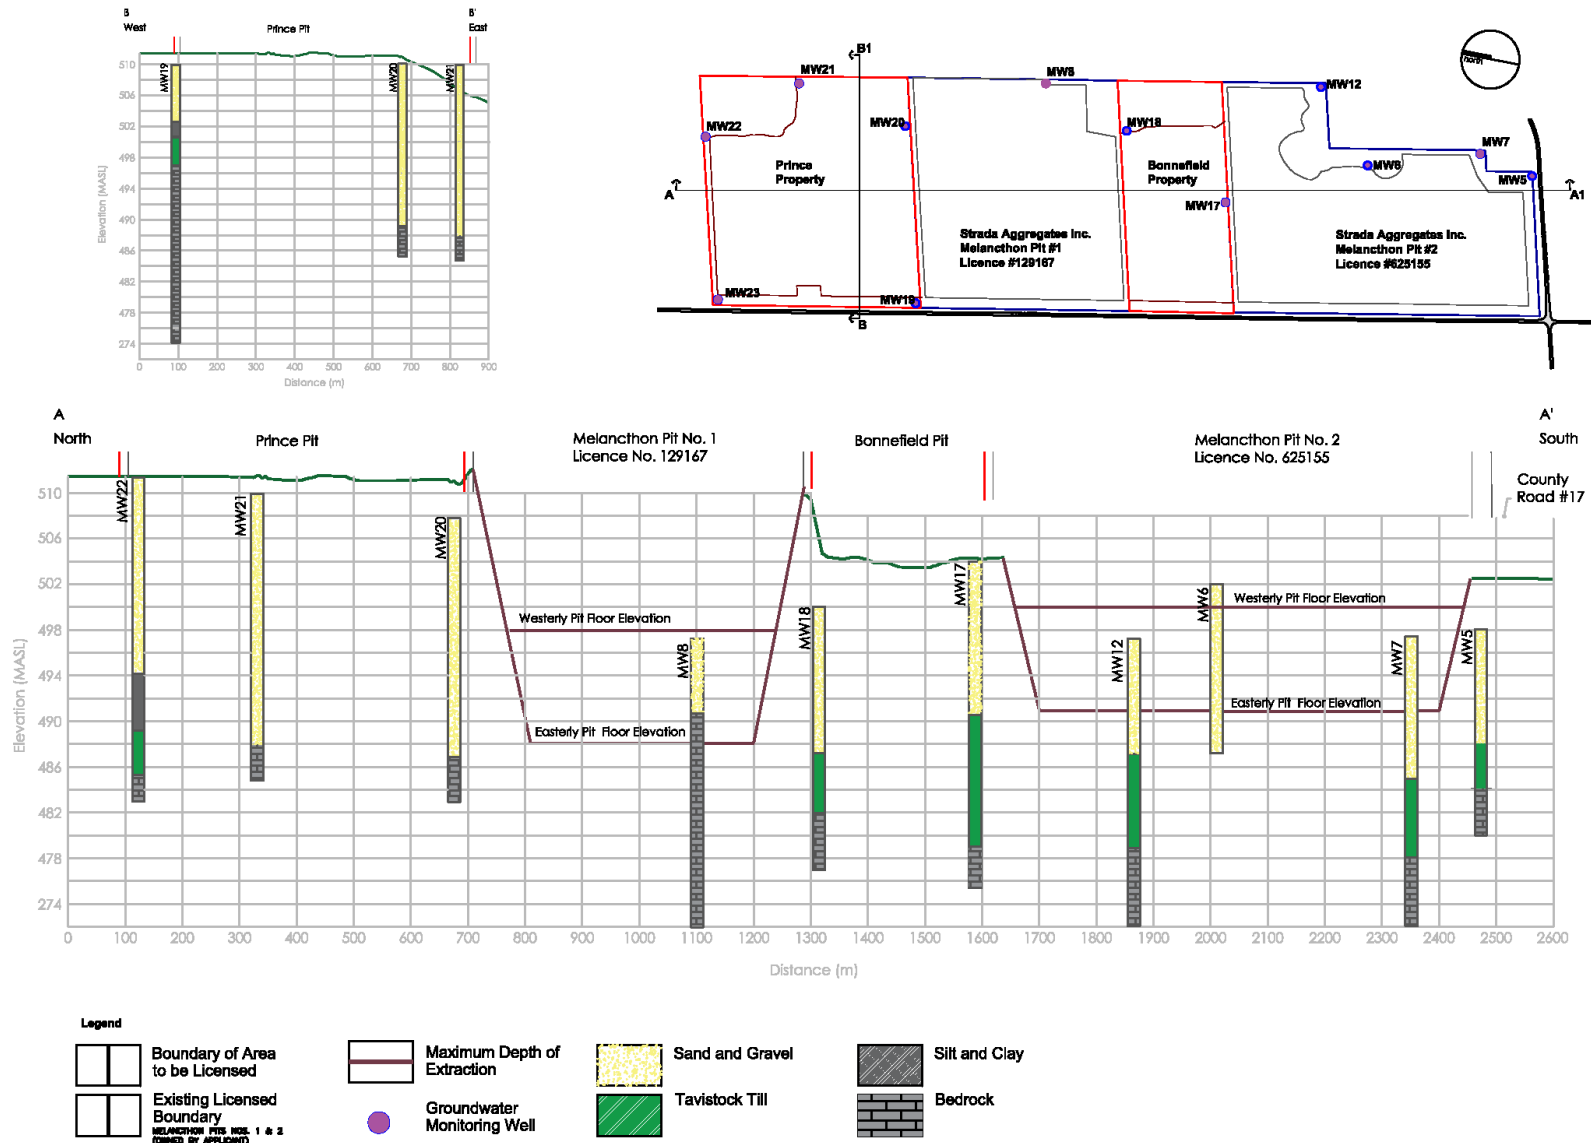 B
West
Prince Pit
B'
East
510
506
502
498
494
490
486
482
478
274
Elevation (MASL)
MW19
MW20
MW21
0 100 200 300 400 500 600 700 800 900
Distance (m)
B1
MW21
MW8
MW12
MW22
MW20
MW18
MW7
MW6
MW5
Prince
Property
Bonnefield
Property
A
A1
MW17
Strada Aggregates Inc.
Melancthon Pit #1
Licence #129167
Strada Aggregates Inc.
Melancthon Pit #2
Licence #625155
MW23
MW19
B
north
A
North
Prince Pit
Melancthon Pit No. 1
Licence No. 129167
Bonnefield Pit
Melancthon Pit No. 2
Licence No. 625155
A'
South
County
Road #17
510
506
502
498
494
490
486
482
478
274
Elevation (MASL)
MW22
MW21
MW20
Westerly Pit Floor Elevation
MW8
Easterly Pit Floor Elevation
MW18
MW17
MW12
MW6
Westerly Pit Floor Elevation
Easterly Pit Floor Elevation
MW7
MW5
0 100 200 300 400 500 600 700 800 900 1000 1100 1200 1300 1400 1500 1600 1700 1800 1900 2000 2100 2200 2300 2400 2500 2600
Distance (m)
Legend
Boundary of Area
to be Licensed
Existing Licensed
Boundary
MELANCTHON PITS NOS. 1 & 2
(OWNED BY APPLICANT)
Maximum Depth of
Extraction
Groundwater
Monitoring Well
Sand and Gravel
Tavistock Till
Silt and Clay
Bedrock